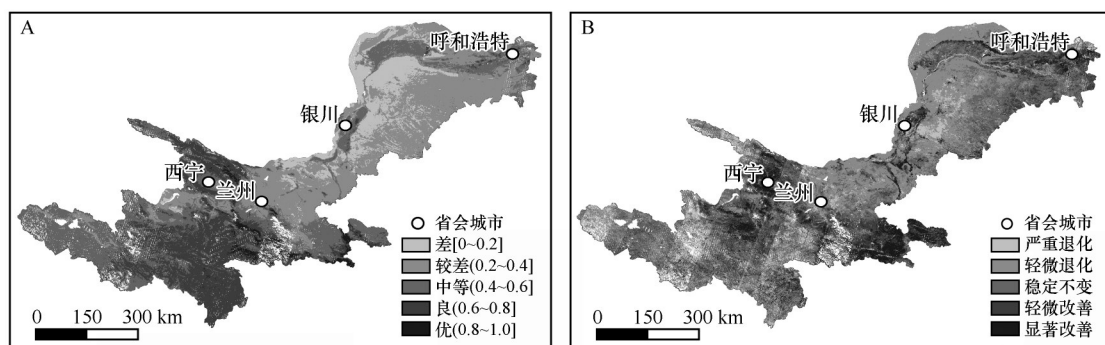 A
呼和浩特
银川
西宁
兰州
省会城市
差[0~0.2]
较差(0.2~0.4]
中等(0.4~0.6]
良(0.6~0.8]
优(0.8~1.0]
0 150 300 km
B
呼和浩特
银川
西宁
兰州
省会城市
严重退化
轻微退化
稳定不变
轻微改善
显著改善
0 150 300 km